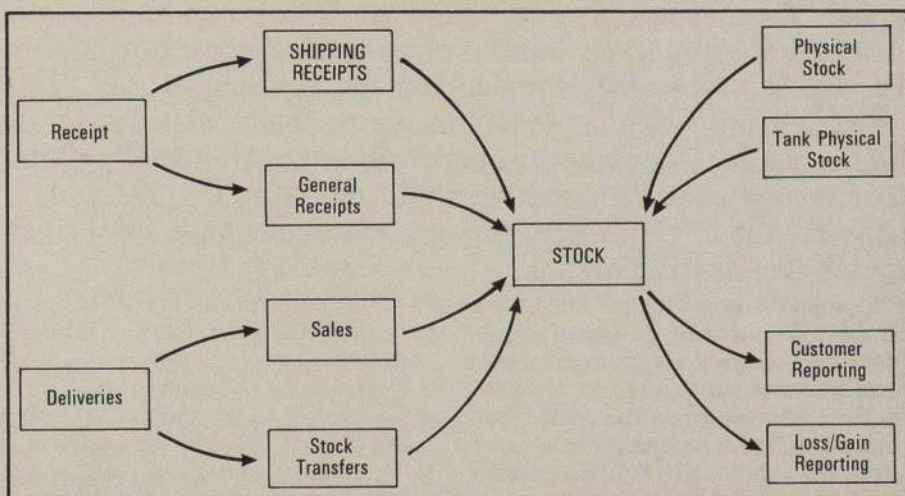 SHIPPING
RECEIPTS
Physical
Stock
Receipt
Tank Physical
Stock
General
Receipts
STOCK
Sales
Customer
Reporting
Deliveries
Stock
Transfers
Loss/Gain
Reporting